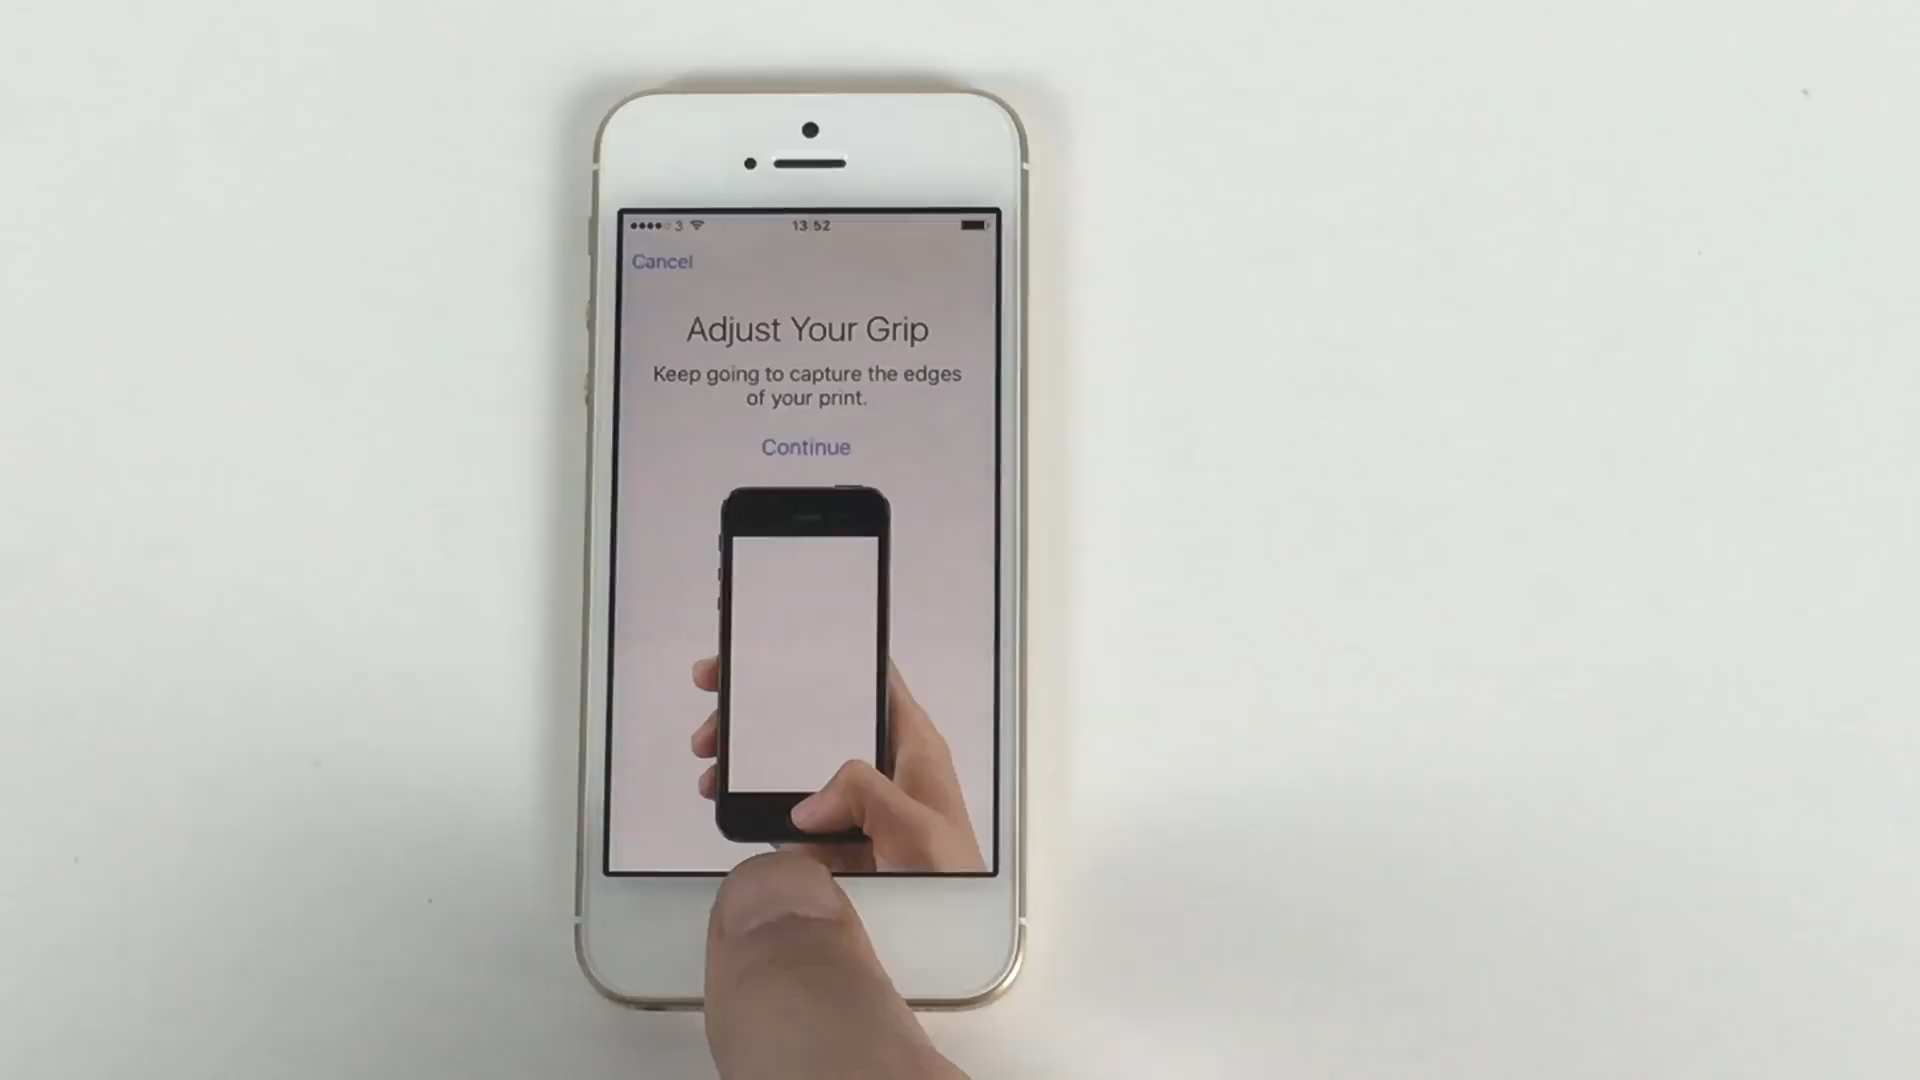 3 13:52
Cancel
Adjust Your Grip
Keep going to capture the edges
of your print.
Continue